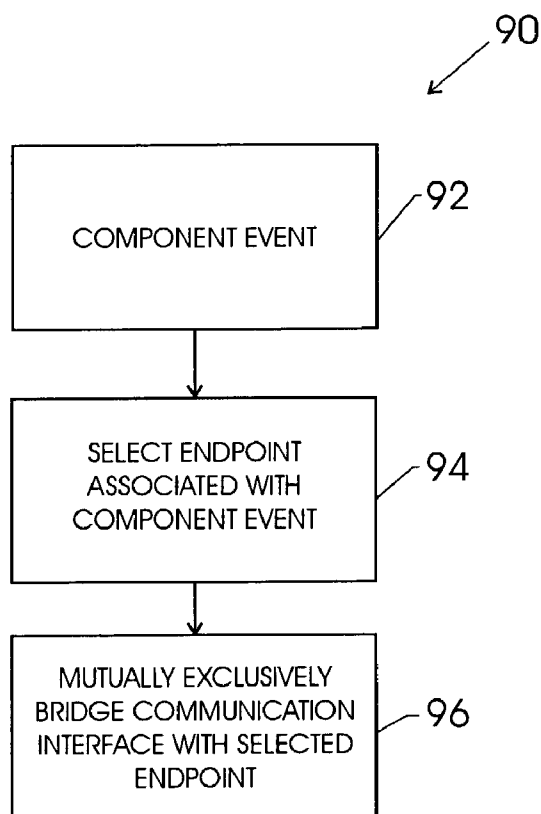 90
COMPONENT EVENT
92
SELECT ENDPOINT
ASSOCIATED WITH
COMPONENT EVENT
94
MUTUALLY EXCLUSIVELY
BRIDGE COMMUNICATION
INTERFACE WITH SELECTED
ENDPOINT
96